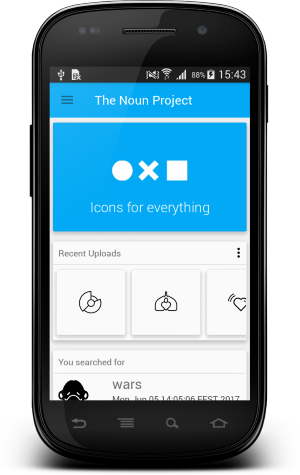 88% 15:43
The Noun Project
Icons for everything
Recent Uploads
You searched for
wars
Mon Jun 05 14:05:06 EEST 2017